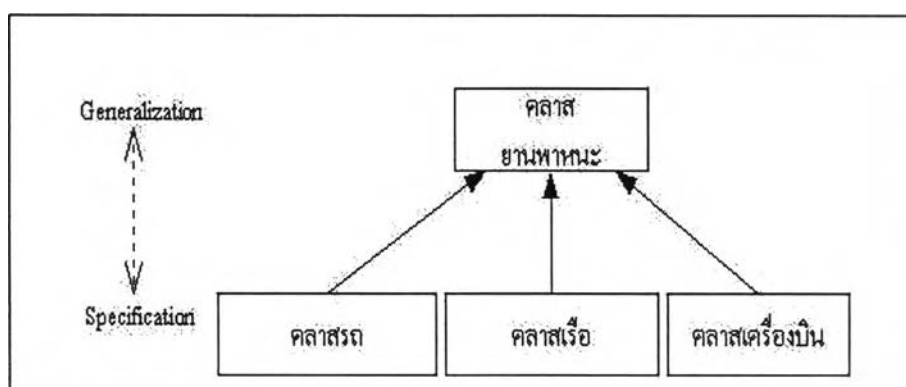 Generalization
คลาส
ยานพาหนะ
Specification
คลาสรถ
คลาสเรือ
คลาสเครื่องบิน